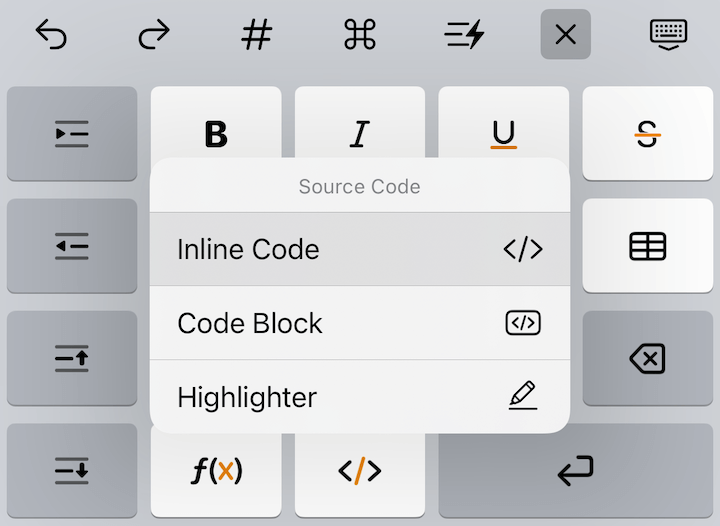 #
B I U S
Source Code
Inline Code </>
Code Block </>
Highlighter
f(x) </>